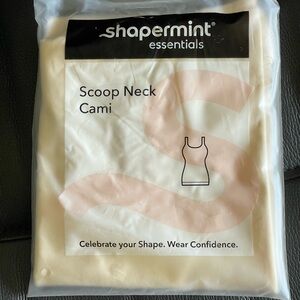 shapermint
essentials
Scoop Neck
Cami
Celebrate your Shape. Wear Confidence.